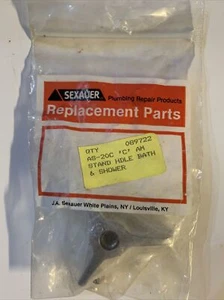 SEXAUER Plumbing Repair Products
Replacement Parts
QTY 089722
AS-20C 'C' AM
STAND HDLE BATH
& SHOWER
J.A. Sexauer White Plains, NY / Louisville, KY